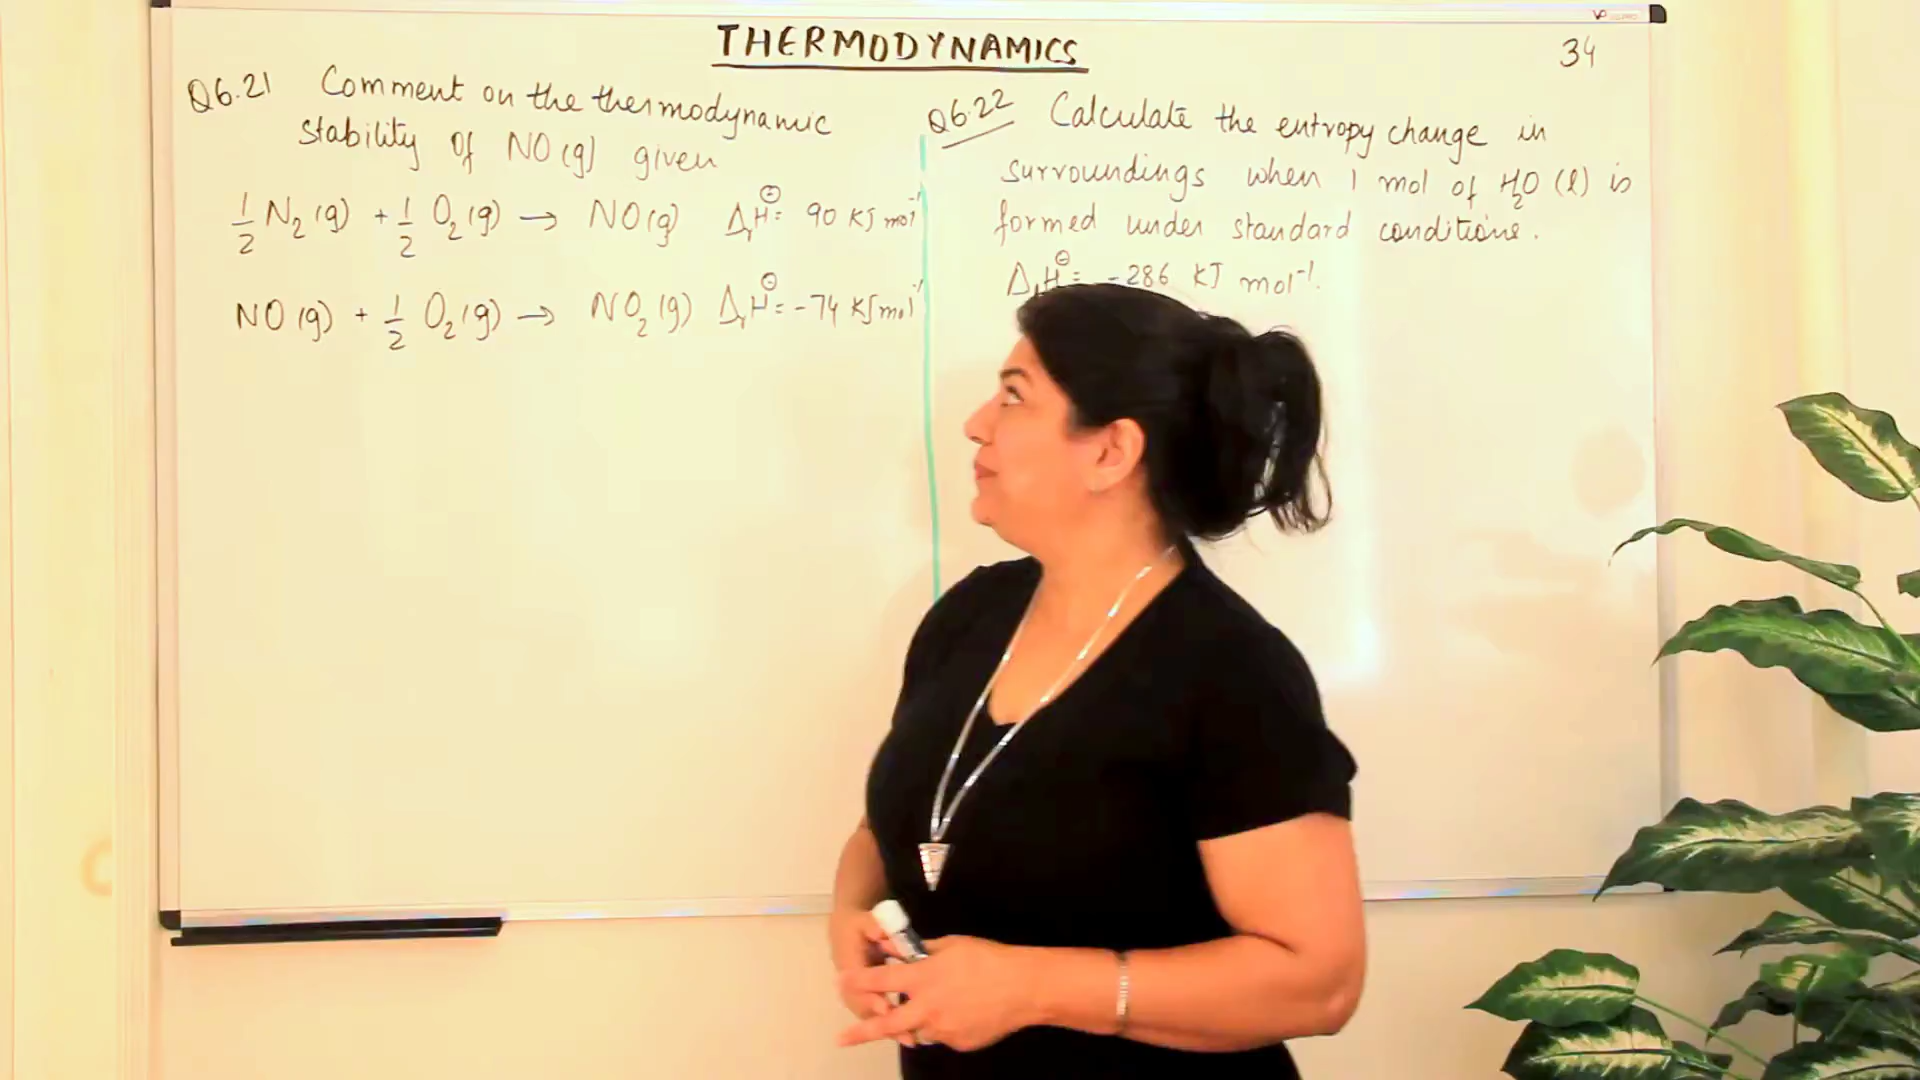 THERMODYNAMICS
34
Q6.21 Comment on the thermodynamic
stability of NO(g) given
½ N₂(g) + ½ O₂(g) → NO(g) ΔᵣH⊖ = 90 KJ mol⁻¹
NO(g) + ½ O₂(g) → NO₂(g) ΔᵣH⊖ = -74 KJ mol⁻¹
Q6.22 Calculate the entropy change in
surroundings when 1 mol of H₂O (l) is
formed under standard conditions.
H⊖ = -286 KJ mol⁻¹.